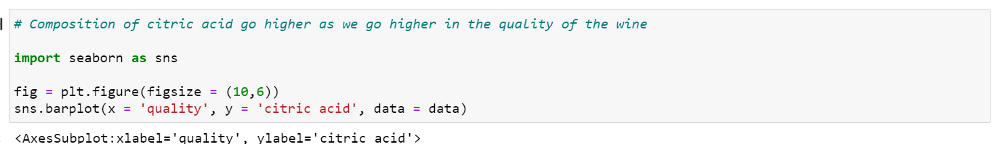 # Composition of citric acid go higher as we go higher in the quality of the wine
import seaborn as sns
fig = plt.figure(figsize = (10,6))
sns.barplot(x = 'quality', y = 'citric acid', data = data)
<AxesSubplot:xlabel='quality', ylabel='citric acid'>